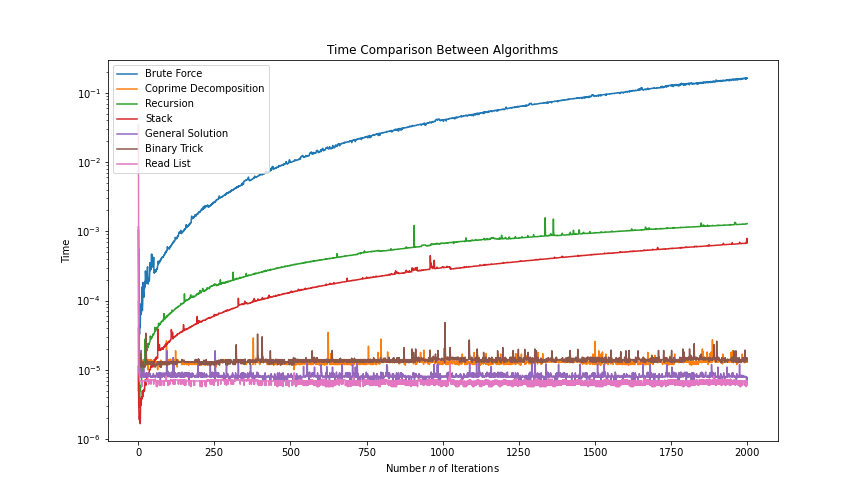 Time Comparison Between Algorithms
Brute Force
Coprime Decomposition
Recursion
Stack
General Solution
Binary Trick
Read List
Time
10⁻¹
10⁻²
10⁻³
10⁻⁴
10⁻⁵
10⁻⁶
0 250 500 750 1000 1250 1500 1750 2000
Number n of Iterations